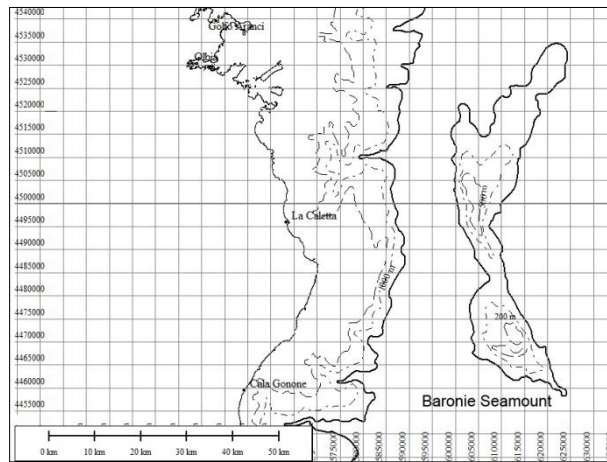 4540000
Golfo Aranci
4535000
4530000
Olbia
4525000
4520000
4515000
4510000
4505000
4500000
500 m
4495000
La Caletta
4490000
4485000
1000 m
4480000
4475000
200 m
4470000
4465000
4460000
Cala Gonone
Baronie Seamount
4455000
0 km 10 km 20 km 30 km 40 km 50 km